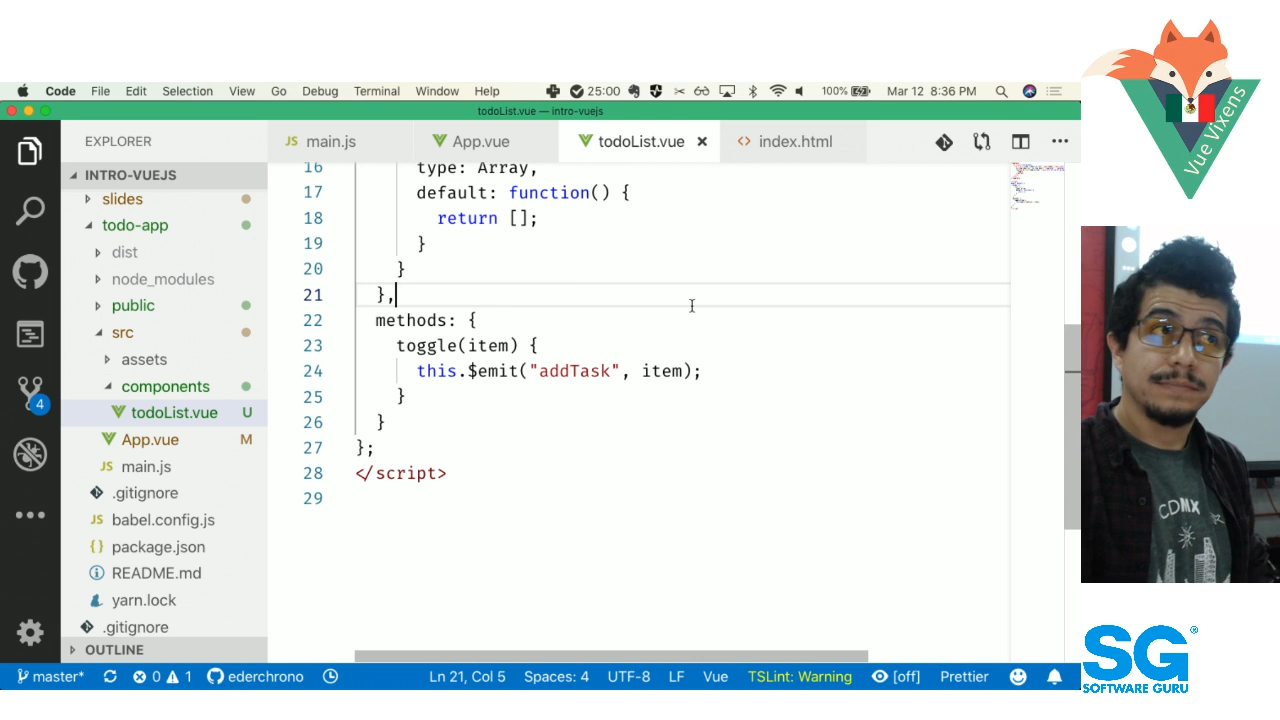 Code File Edit Selection View Go Debug Terminal Window Help 25:00 100% Mar 12 8:36 PM
todoList.vue — intro-vuejs
EXPLORER
JS main.js
App.vue
todoList.vue
<> index.html
INTRO-VUEJS
slides
todo-app
dist
node_modules
public
src
assets
components
todoList.vue U
App.vue M
JS main.js
.gitignore
JS babel.config.js
{} package.json
README.md
yarn.lock
.gitignore
OUTLINE
4
16 type: Array,
17 default: function() {
18 return [];
19 }
20 }
21 },
22 methods: {
23 toggle(item) {
24 this.$emit("addTask", item);
25 }
26 }
27 };
28 </script>
29
master* 0 1 ederchrono Ln 21, Col 5 Spaces: 4 UTF-8 LF Vue TSLint: Warning [off] Prettier
Vue Vixens
CDMX
SG®
SOFTWARE GURU